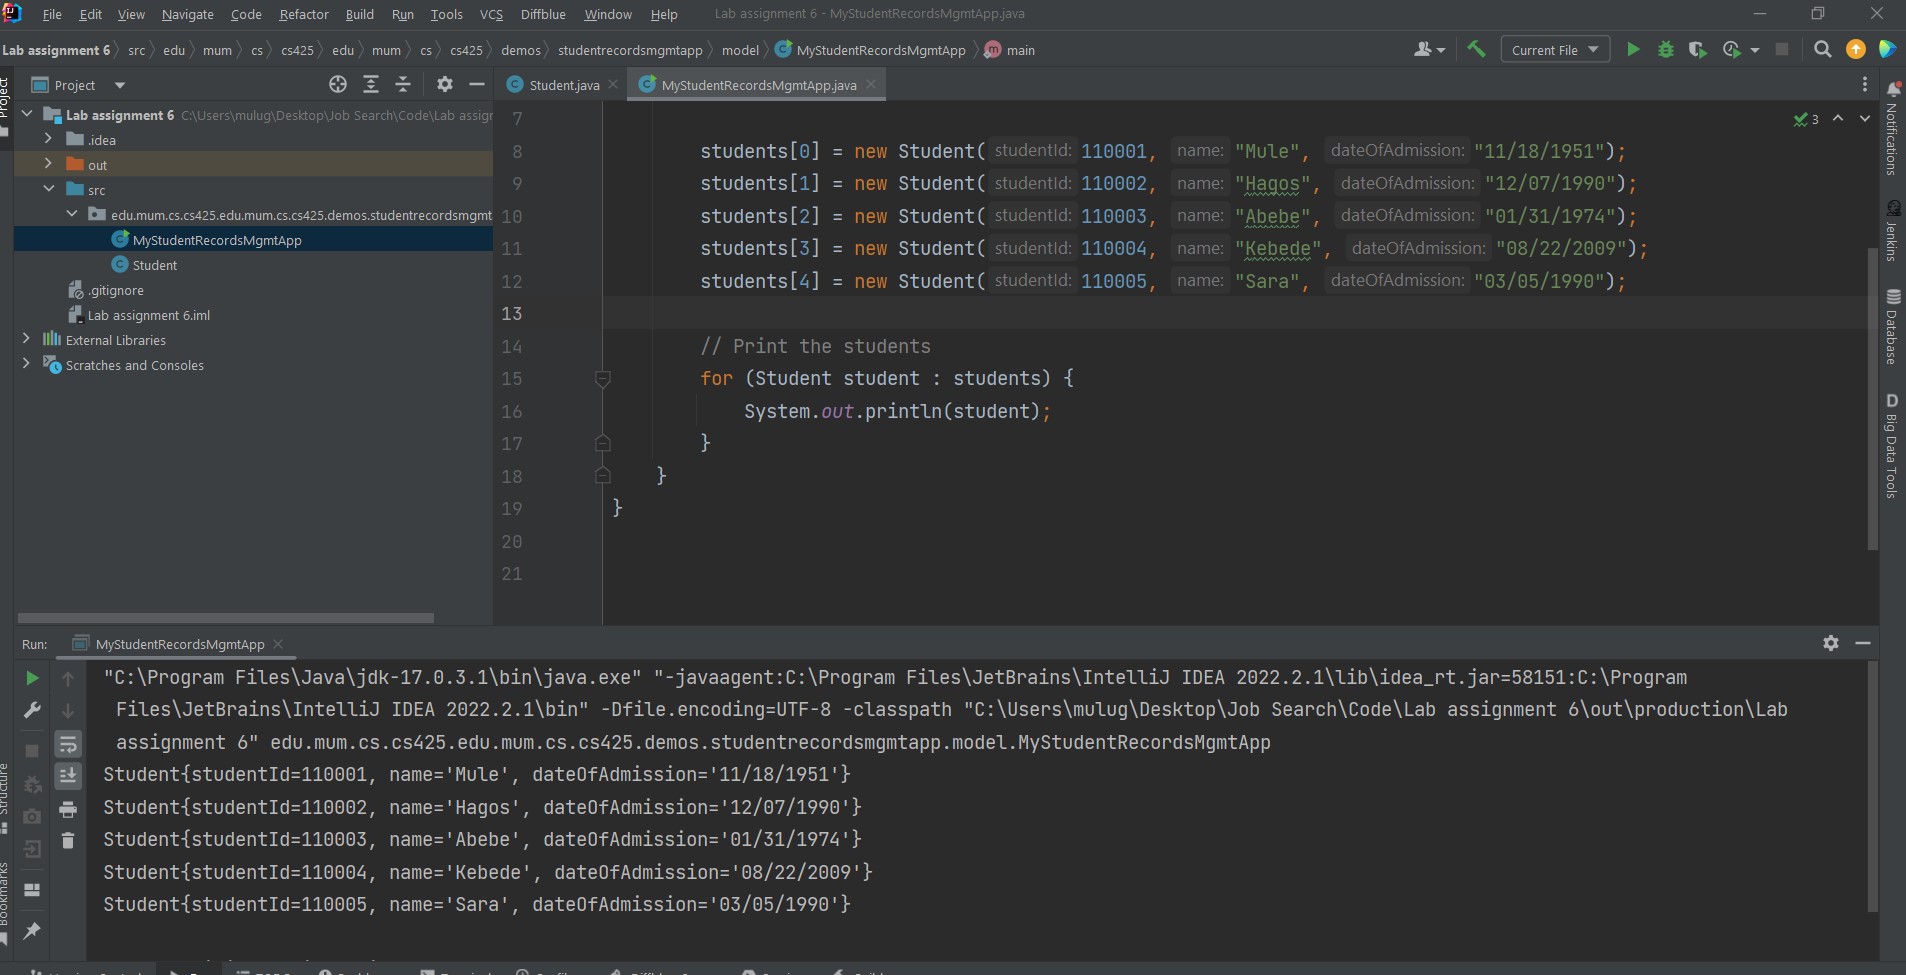 File Edit View Navigate Code Refactor Build Run Tools VCS Diffblue Window Help Lab assignment 6 - MyStudentRecordsMgmtApp.java
Lab assignment 6 src edu mum cs cs425 edu mum cs cs425 demos studentrecordsmgmtapp model MyStudentRecordsMgmtApp main Current File
Project
Project
Student.java
MyStudentRecordsMgmtApp.java
Lab assignment 6 C:\Users\mulug\Desktop\Job Search\Code\Lab assigr
.idea
out
src
edu.mum.cs.cs425.edu.mum.cs.cs425.demos.studentrecordsmgmt
MyStudentRecordsMgmtApp
Student
.gitignore
Lab assignment 6.iml
External Libraries
Scratches and Consoles
3
7
8 students[0] = new Student( studentId: 110001, name: "Mule", dateOfAdmission: "11/18/1951");
9 students[1] = new Student( studentId: 110002, name: "Hagos", dateOfAdmission: "12/07/1990");
10 students[2] = new Student( studentId: 110003, name: "Abebe", dateOfAdmission: "01/31/1974");
11 students[3] = new Student( studentId: 110004, name: "Kebede", dateOfAdmission: "08/22/2009");
12 students[4] = new Student( studentId: 110005, name: "Sara", dateOfAdmission: "03/05/1990");
13
14 // Print the students
15 for (Student student : students) {
16 System.out.println(student);
17 }
18 }
19 }
20
21
Notifications
Jenkins
Database
D Big Data Tools
Run: MyStudentRecordsMgmtApp
"C:\Program Files\Java\jdk-17.0.3.1\bin\java.exe" "-javaagent:C:\Program Files\JetBrains\IntelliJ IDEA 2022.2.1\lib\idea_rt.jar=58151:C:\Program
Files\JetBrains\IntelliJ IDEA 2022.2.1\bin" -Dfile.encoding=UTF-8 -classpath "C:\Users\mulug\Desktop\Job Search\Code\Lab assignment 6\out\production\Lab
assignment 6" edu.mum.cs.cs425.edu.mum.cs.cs425.demos.studentrecordsmgmtapp.model.MyStudentRecordsMgmtApp
Student{studentId=110001, name='Mule', dateOfAdmission='11/18/1951'}
Student{studentId=110002, name='Hagos', dateOfAdmission='12/07/1990'}
Student{studentId=110003, name='Abebe', dateOfAdmission='01/31/1974'}
Student{studentId=110004, name='Kebede', dateOfAdmission='08/22/2009'}
Student{studentId=110005, name='Sara', dateOfAdmission='03/05/1990'}
Structure
Bookmarks